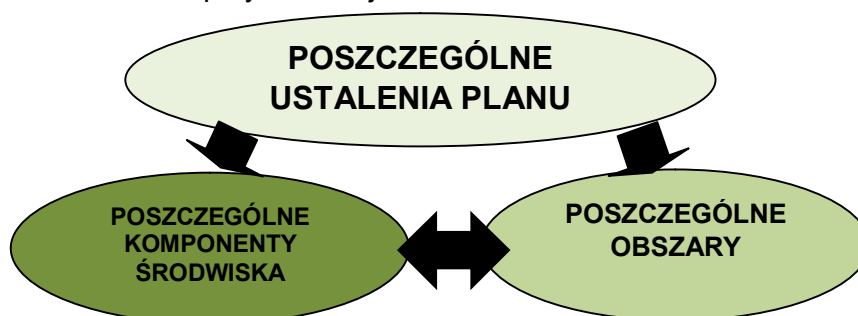 POSZCZEGÓLNE
USTALENIA PLANU
POSZCZEGÓLNE
KOMPONENTY
ŚRODWISKA
POSZCZEGÓLNE
OBSZARY